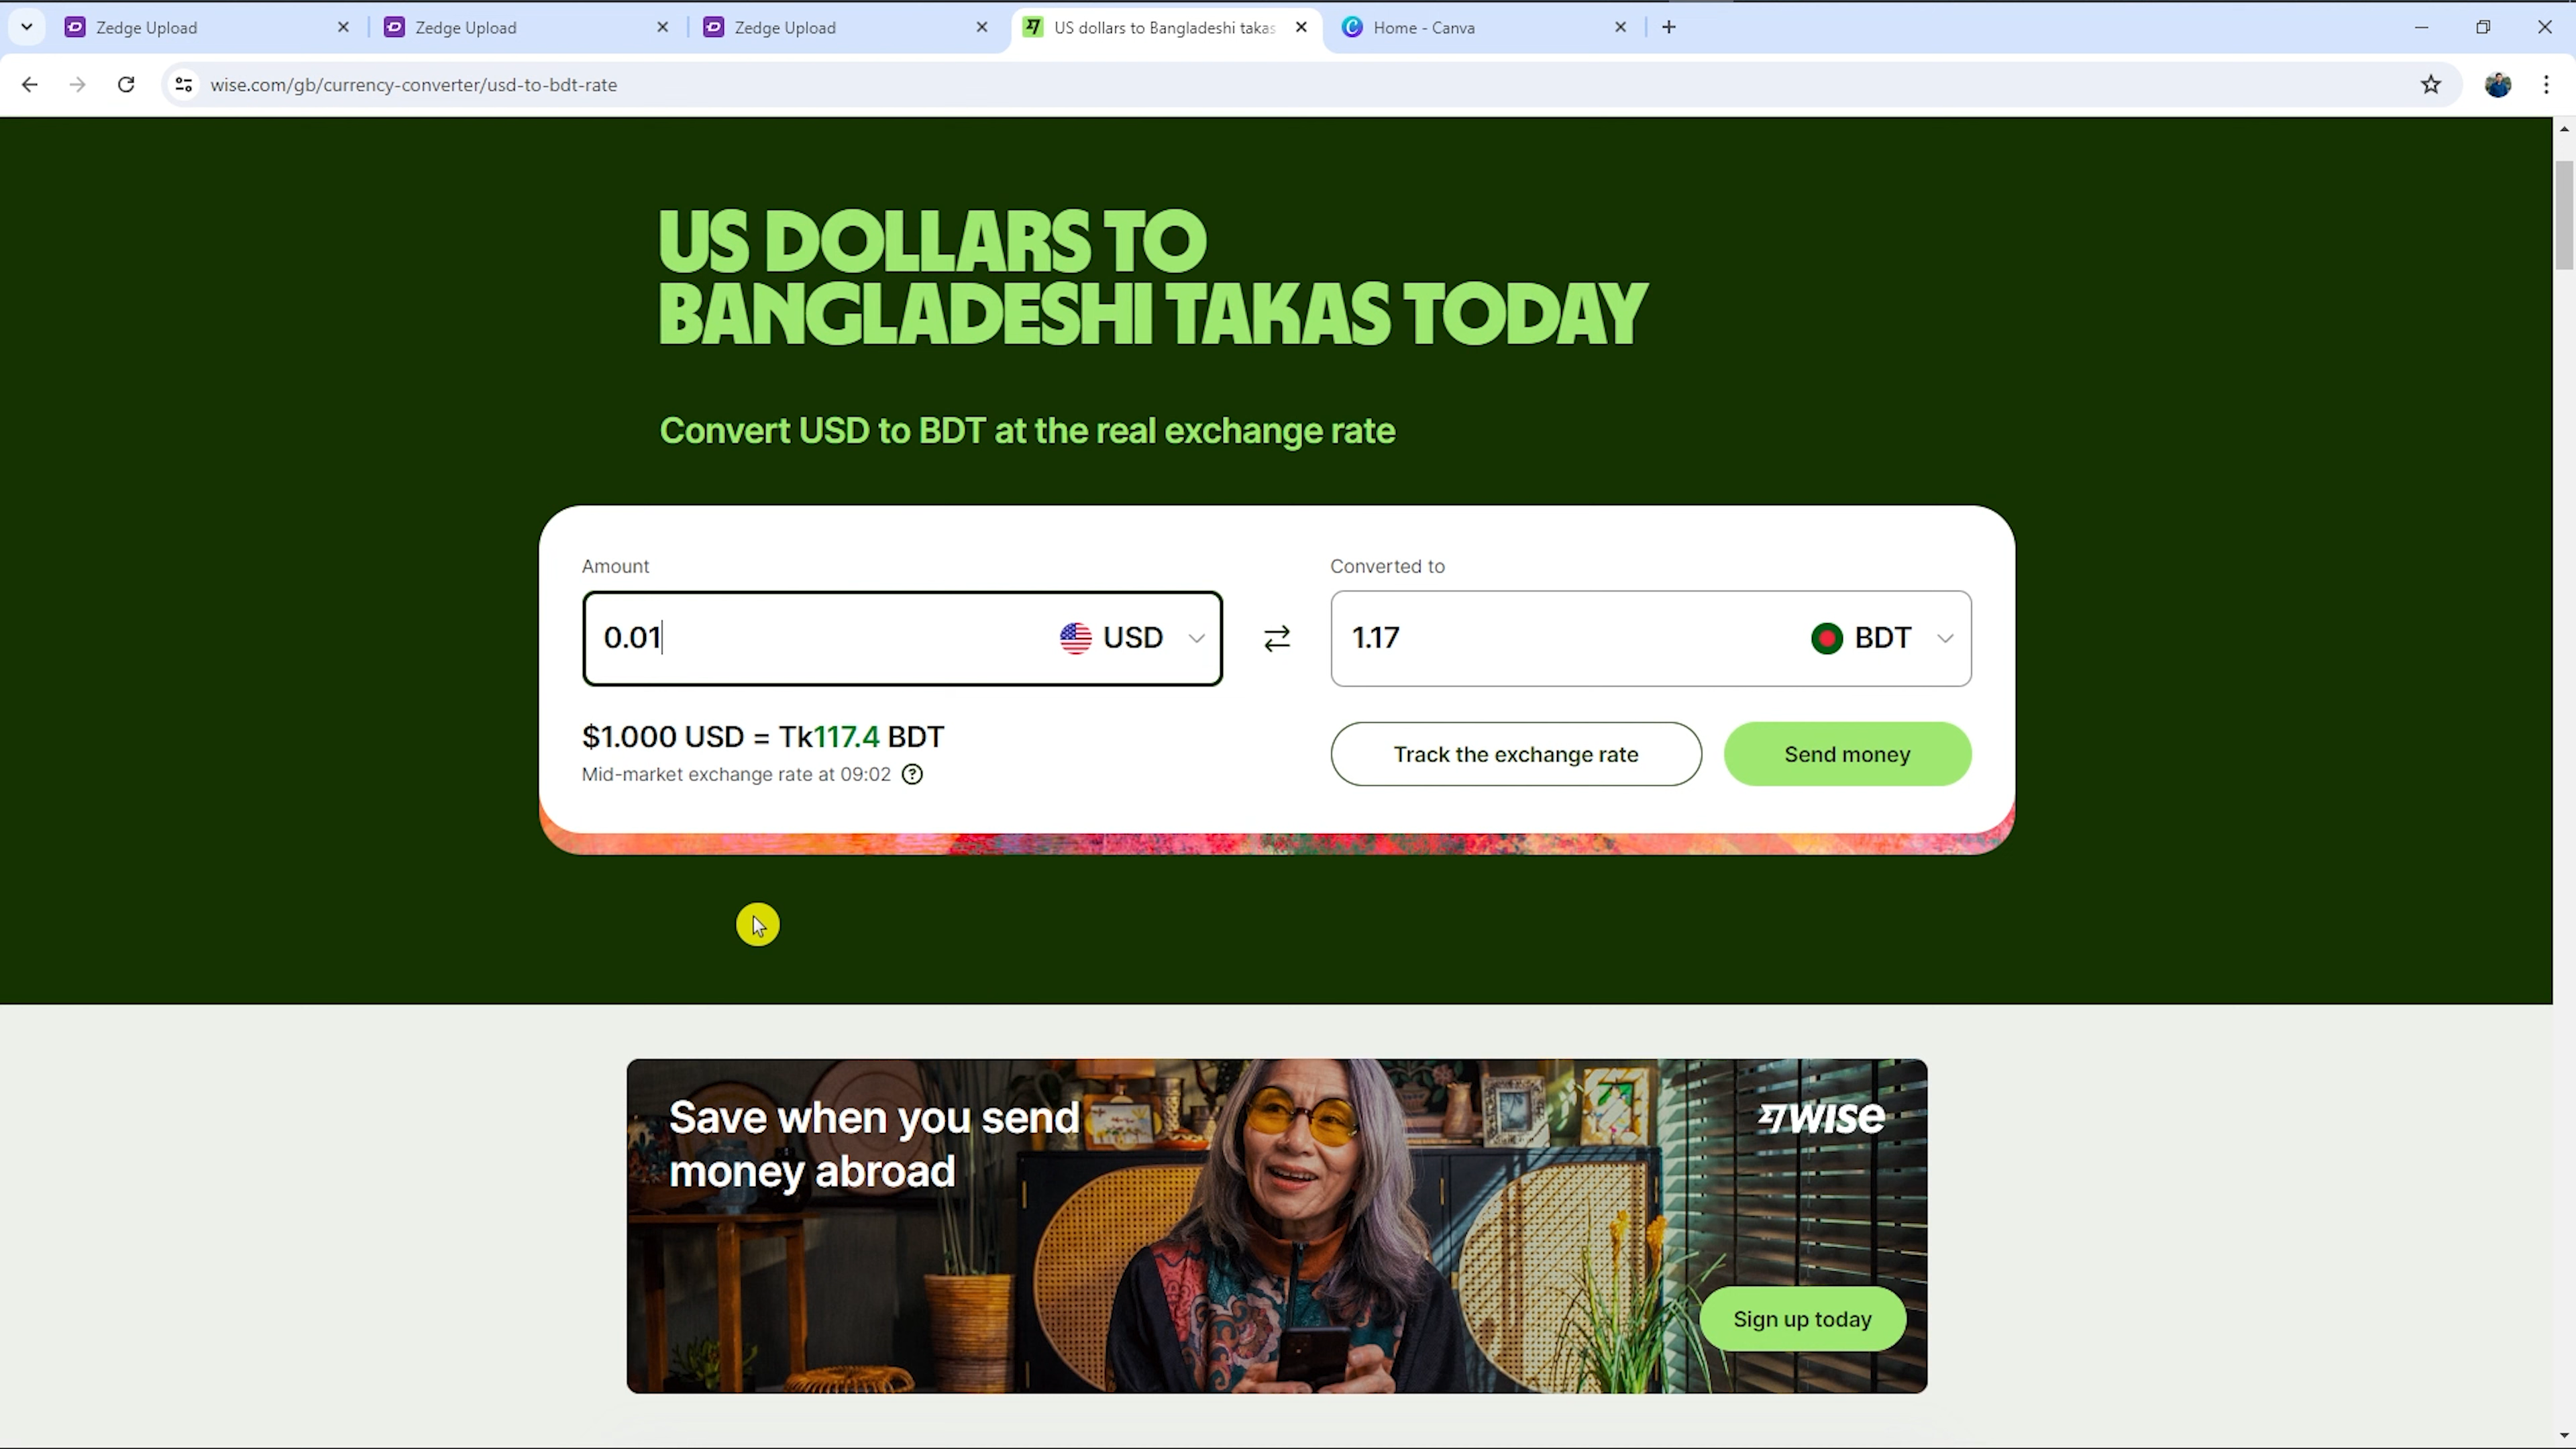 Zedge Upload
Zedge Upload
Zedge Upload
US dollars to Bangladeshi takas
Home - Canva
wise.com/gb/currency-converter/usd-to-bdt-rate
US DOLLARS TO
BANGLADESHI TAKAS TODAY
Convert USD to BDT at the real exchange rate
Amount
Converted to
0.01
USD
1.17
BDT
$1.000 USD = Tk117.4 BDT
Mid-market exchange rate at 09:02
Track the exchange rate
Send money
Save when you send
money abroad
WISE
Sign up today